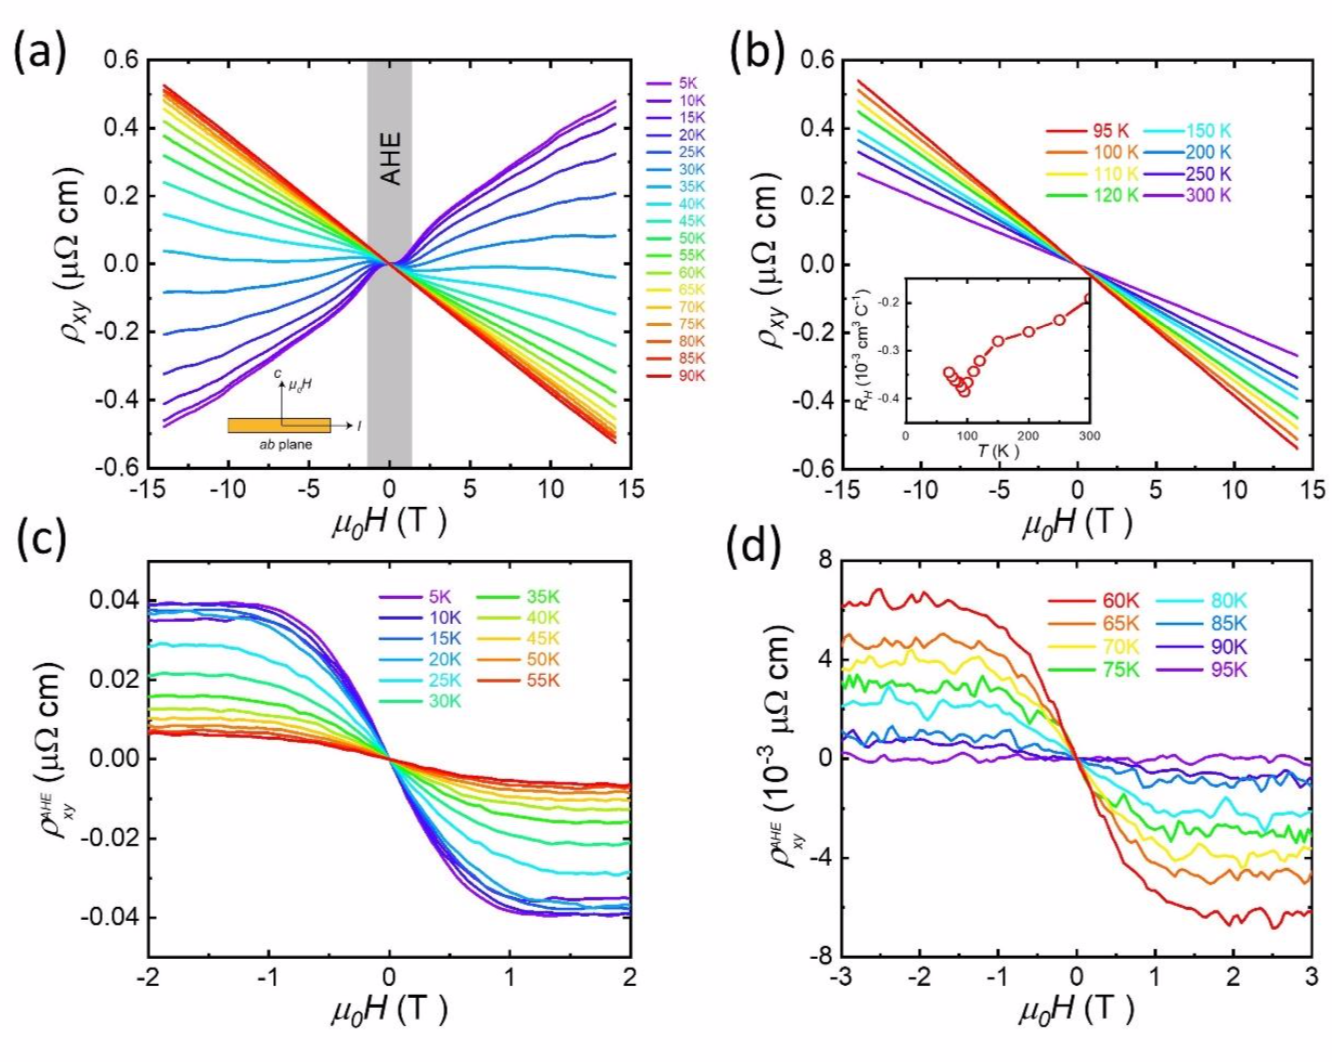 (a)
0.6
0.4
0.2
0.0
-0.2
-0.4
-0.6
ρxy (μΩ cm)
AHE
c
μ0H
I
ab plane
-15 -10 -5 0 5 10 15
μ0H (T )
5K
10K
15K
20K
25K
30K
35K
40K
45K
50K
55K
60K
65K
70K
75K
80K
85K
90K
(b)
0.6
0.4
0.2
0.0
-0.2
-0.4
-0.6
ρxy (μΩ cm)
95 K 150 K
100 K 200 K
110 K 250 K
120 K 300 K
-0.2
-0.3
-0.4
RH (10-3 cm3 C-1)
0 100 200 300
T (K )
-15 -10 -5 0 5 10 15
μ0H (T )
(c)
0.04
0.02
0.00
-0.02
-0.04
ρxyAHE (μΩ cm)
5K 35K
10K 40K
15K 45K
20K 50K
25K 55K
30K
-2 -1 0 1 2
μ0H (T )
(d)
8
4
0
-4
-8
ρxyAHE (10-3 μΩ cm)
60K 80K
65K 85K
70K 90K
75K 95K
-3 -2 -1 0 1 2 3
μ0H (T )